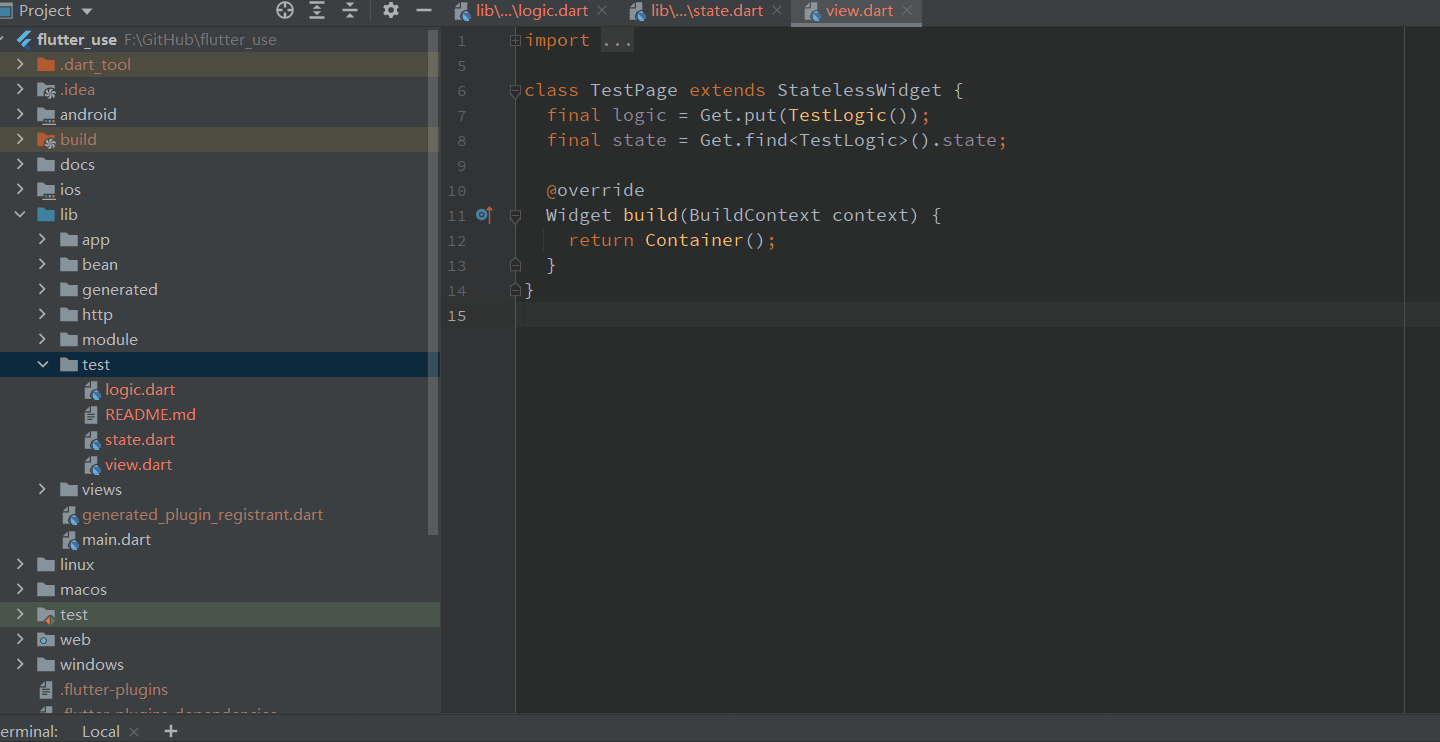 Project
flutter_use F:\GitHub\flutter_use
.dart_tool
.idea
android
build
docs
ios
lib
app
bean
generated
http
module
test
logic.dart
README.md
state.dart
view.dart
views
generated_plugin_registrant.dart
main.dart
linux
macos
test
web
windows
.flutter-plugins
.flutter-plugins-dependencies
lib\...\logic.dart
lib\...\state.dart
view.dart
1 import ...
5
6 class TestPage extends StatelessWidget {
7 final logic = Get.put(TestLogic());
8 final state = Get.find<TestLogic>().state;
9
10 @override
11 Widget build(BuildContext context) {
12 return Container();
13 }
14 }
15
erminal: Local +